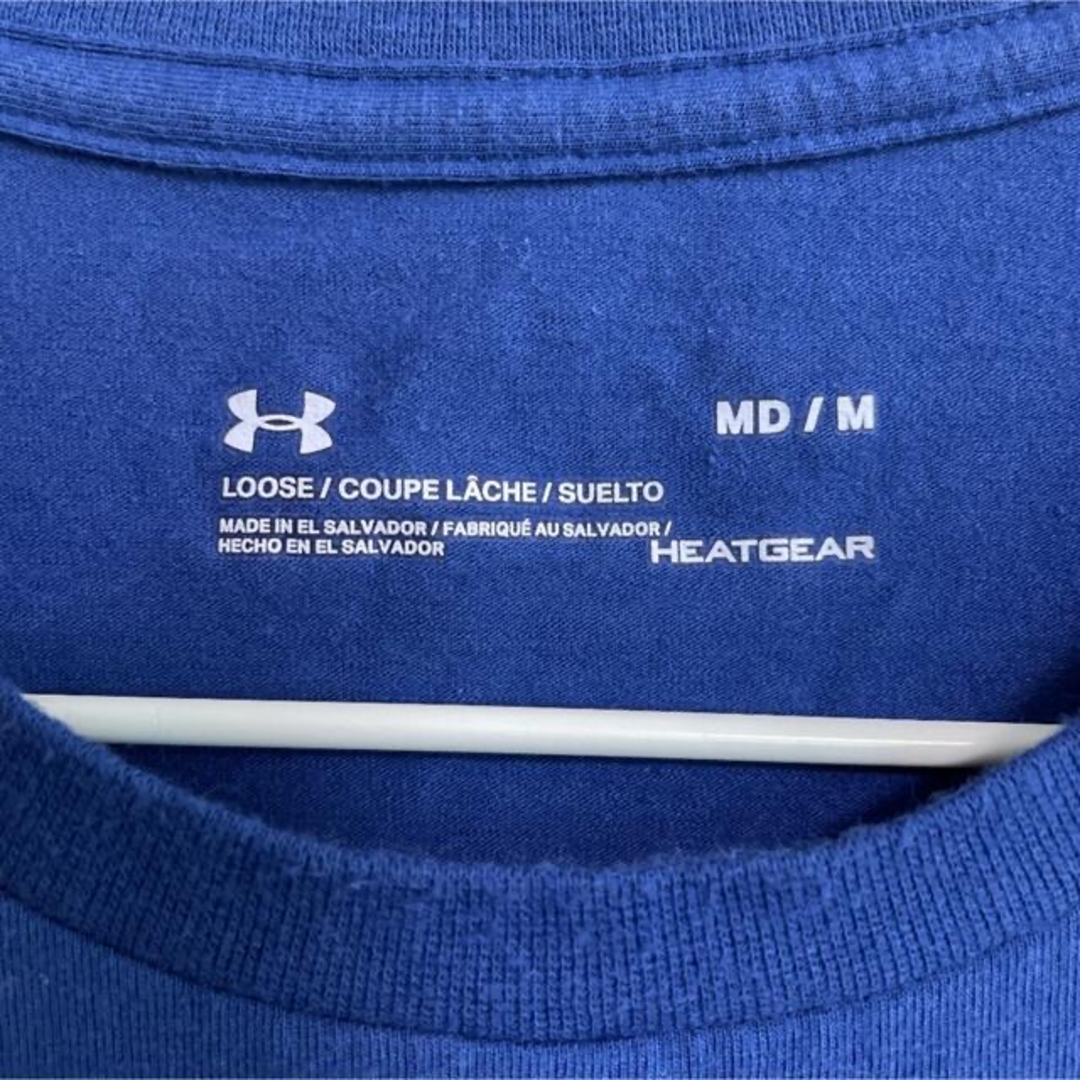 MD / M
LOOSE / COUPE LÂCHE / SUELTO
MADE IN EL SALVADOR / FABRIQUÉ AU SALVADOR /
HECHO EN EL SALVADOR
HEATGEAR